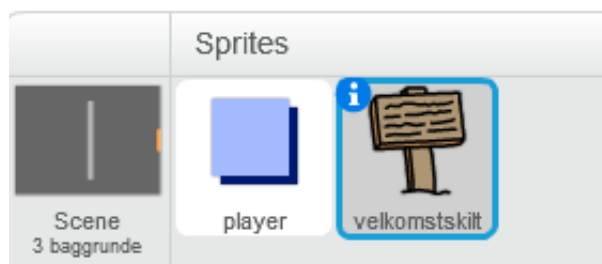 Sprites
Scene
3 baggrunde
player
velkomstskilt